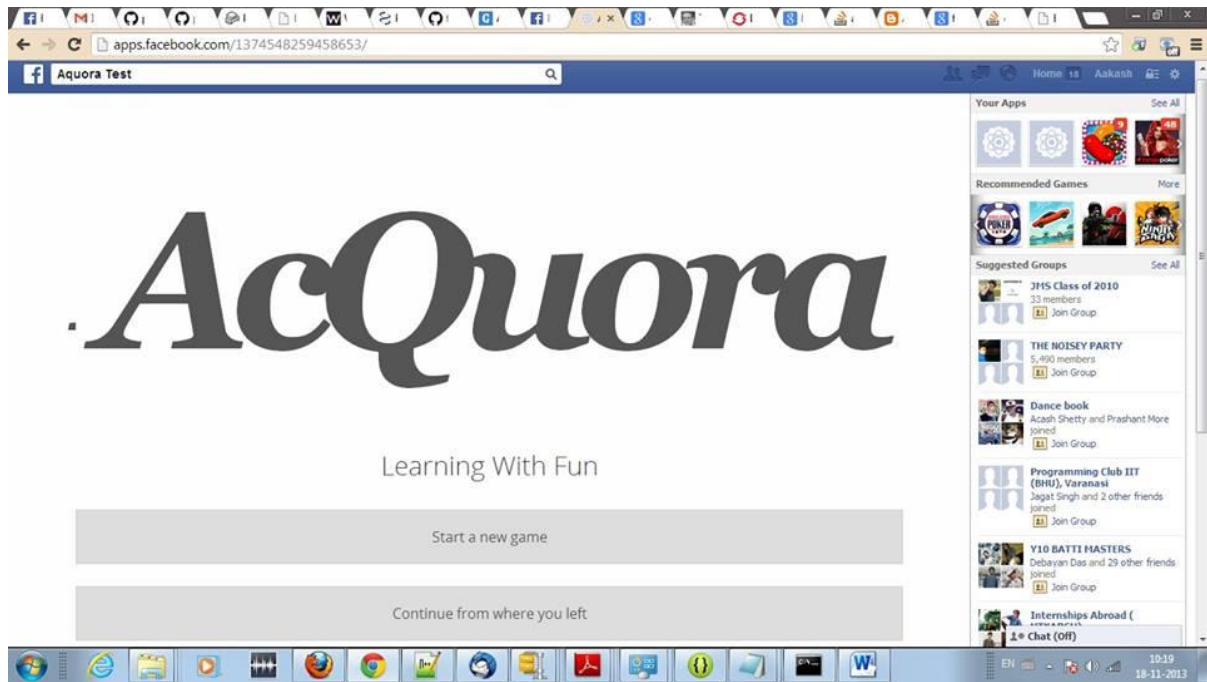 apps.facebook.com/1374548259458653/
Aquora Test
Home 18 Aakash
Your Apps See All
9 48
Recommended Games More
POKER
Suggested Groups See All
JMS Class of 2010
33 members
Join Group
THE NOISEY PARTY
5,490 members
Join Group
Dance book
Acash Shetty and Prashant More
joined
Join Group
Programming Club IIT
(BHU), Varanasi
Jagat Singh and 2 other friends
joined
Join Group
Y10 BATTI MASTERS
Debayan Das and 29 other friends
joined
Join Group
Internships Abroad (
Chat (Off)
.AcQuora
Learning With Fun
Start a new game
Continue from where you left
EN
10:19
18-11-2013